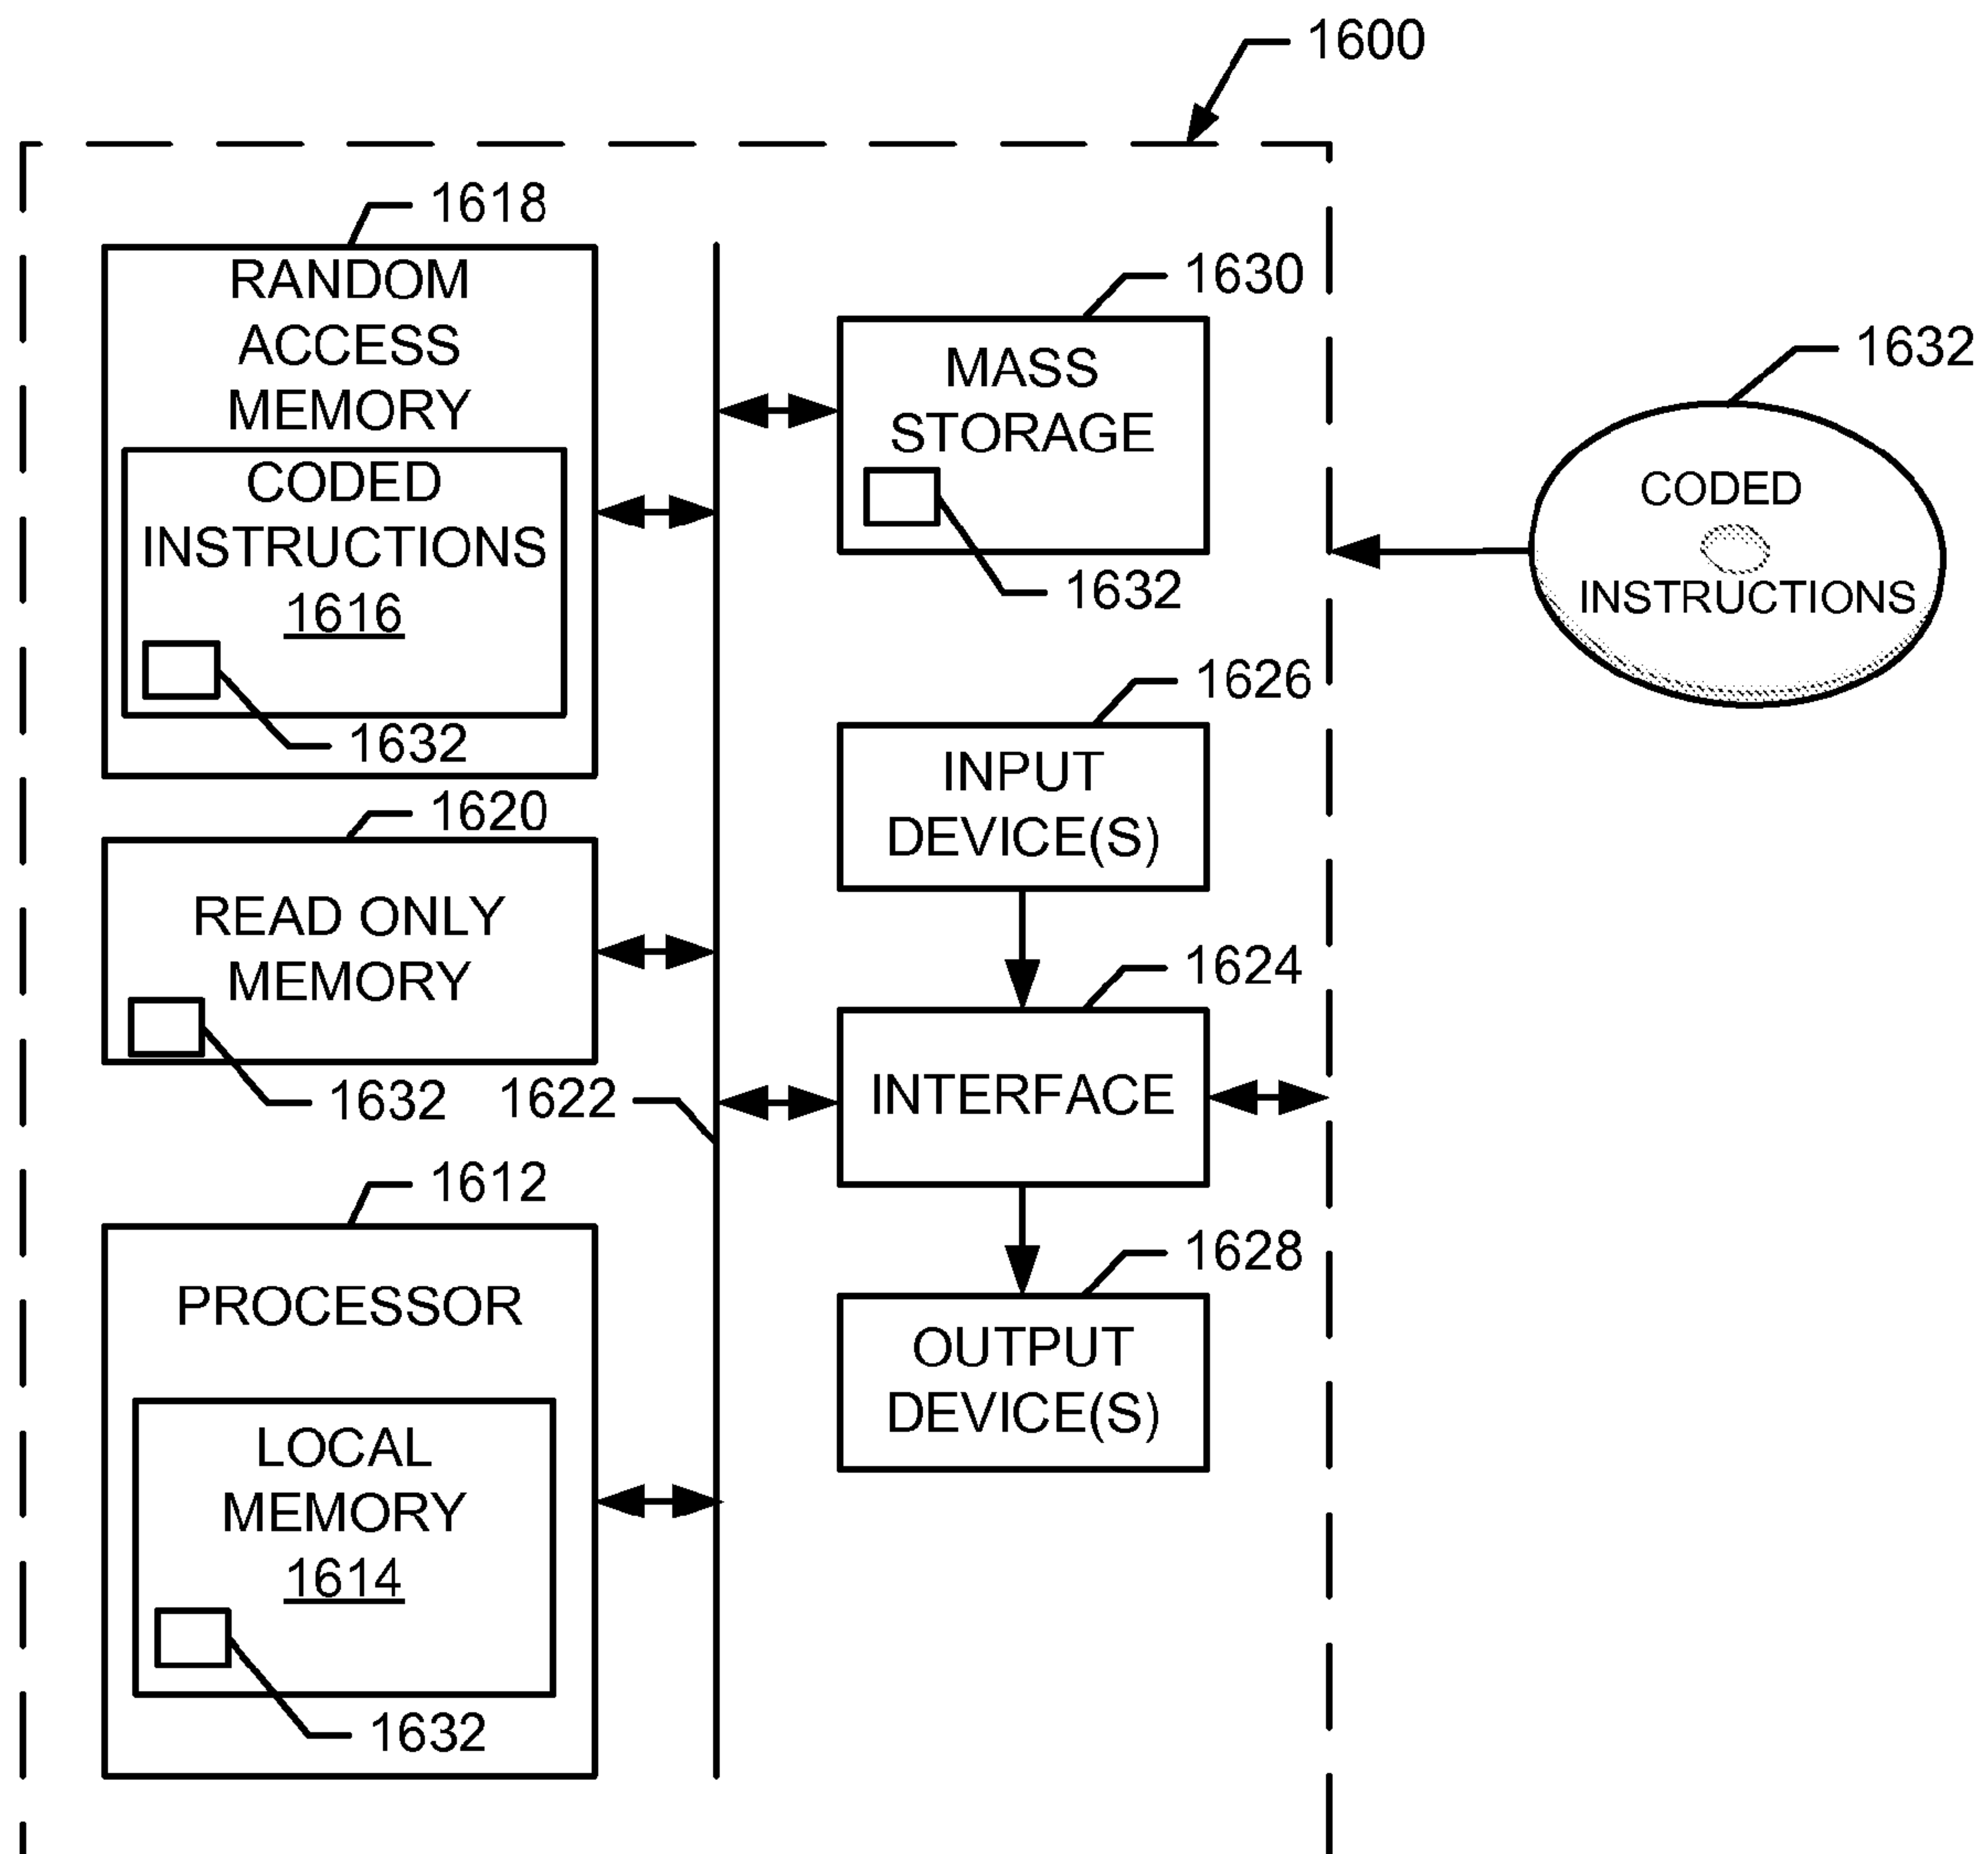 1600
1618
RANDOM
ACCESS
MEMORY
CODED
INSTRUCTIONS
1616
1632
1630
MASS
STORAGE
1632
1632
CODED
INSTRUCTIONS
1626
INPUT
DEVICE(S)
1620
READ ONLY
MEMORY
1632
1622
1624
INTERFACE
1612
PROCESSOR
LOCAL
MEMORY
1614
1632
1628
OUTPUT
DEVICE(S)